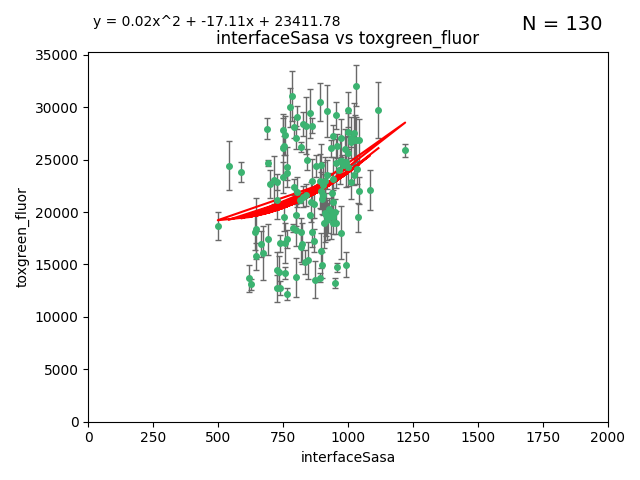 y = 0.02x^2 + -17.11x + 23411.78
N = 130
interfaceSasa vs toxgreen_fluor
toxgreen_fluor
35000
30000
25000
20000
15000
10000
5000
0
0 250 500 750 1000 1250 1500 1750 2000
interfaceSasa